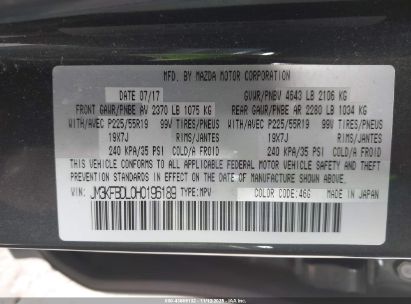 MFD. BY MAZDA MOTOR CORPORATION
DATE 07/17 GVWR/PNBV 4643 LB 2106 KG
FRONT GAWR/PNBE AV 2370 LB 1075 KG REAR GAWR/PNBE AR 2280 LB 1034 KG
WITH/AVEC P225/55R19 99V TIRES/PNEUS WITH/AVEC P225/55R19 99V TIRES/PNEUS
19X7J RIMS/JANTES 19X7J RIMS/JANTES
240 KPA/35 PSI COLD/A FROID 240 KPA/35 PSI COLD/A FROID
THIS VEHICLE CONFORMS TO ALL APPLICABLE FEDERAL MOTOR VEHICLE SAFETY AND
THEFT PREVENTION STANDARDS IN EFFECT ON THE DATE OF MANUFACTURE SHOWN ABOVE.
VIN: JM3KFBDL0H0196189 TYPE:MPV COLOR CODE:46G MADE IN JAPAN